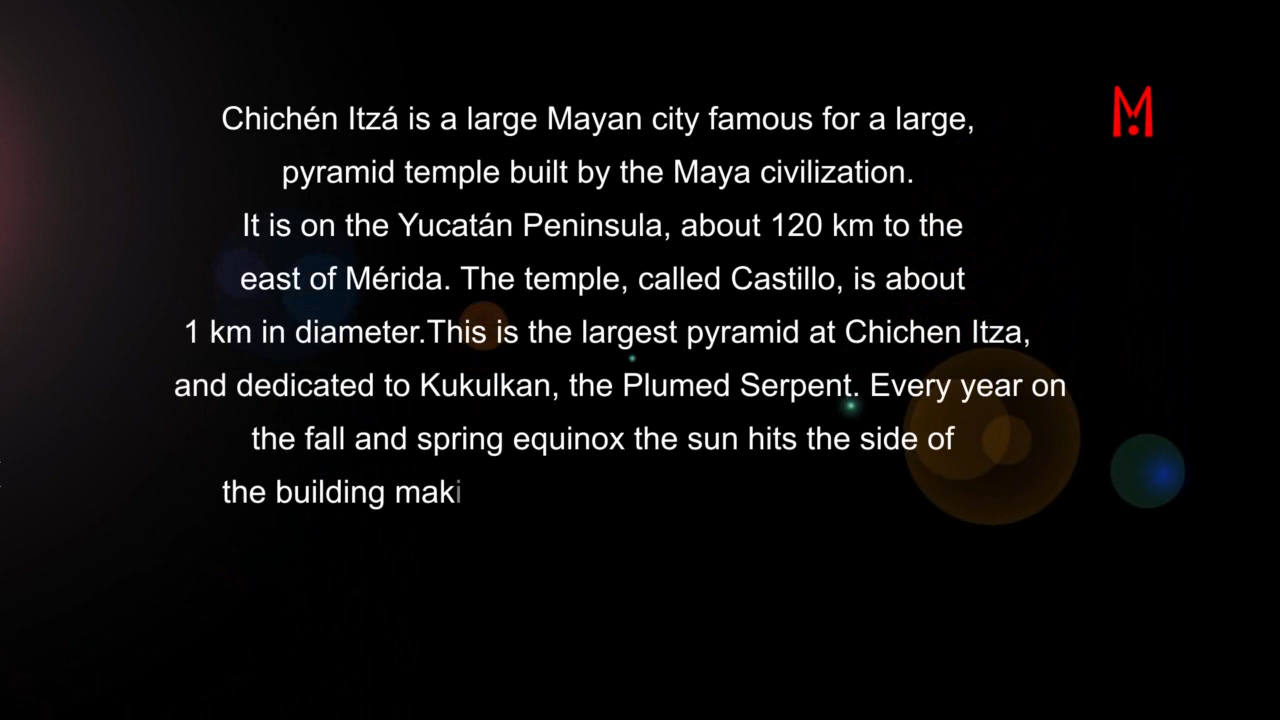 Chichén Itzá is a large Mayan city famous for a large,
pyramid temple built by the Maya civilization.
It is on the Yucatán Peninsula, about 120 km to the
east of Mérida. The temple, called Castillo, is about
1 km in diameter.This is the largest pyramid at Chichen Itza,
and dedicated to Kukulkan, the Plumed Serpent. Every year on
the fall and spring equinox the sun hits the side of
the building maki
M